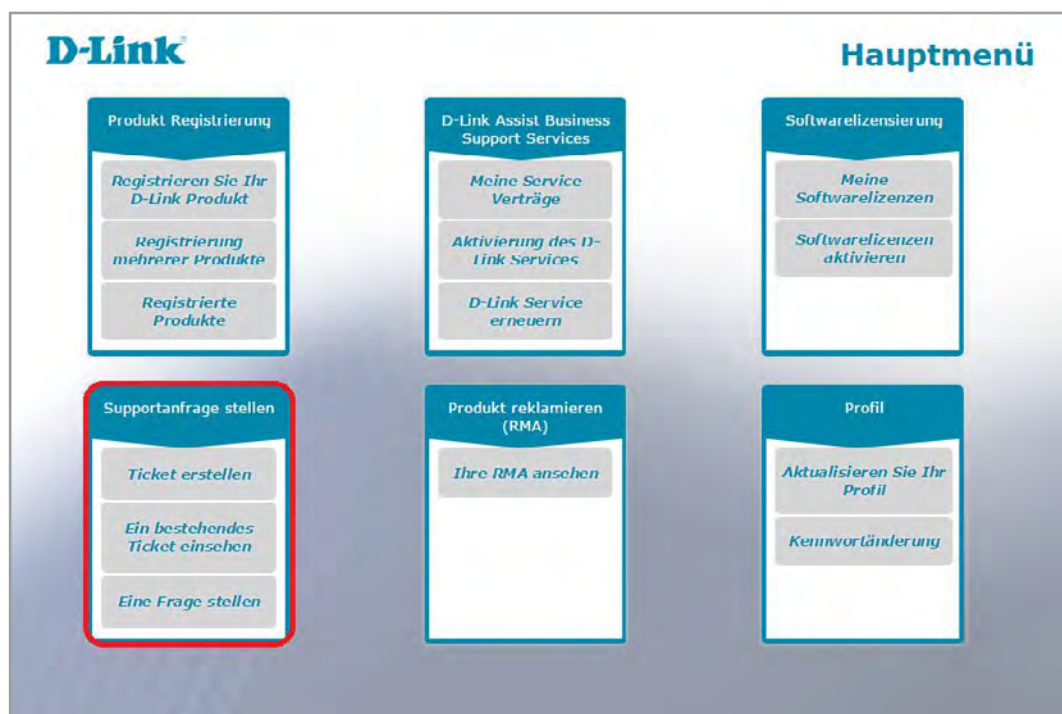 D-Link
Hauptmenü
Produkt Registrierung
Registrieren Sie Ihr
D-Link Produkt
Registrierung
mehrerer Produkte
Registrierte
Produkte
D-Link Assist Business
Support Services
Meine Service
Verträge
Aktivierung des D-
Link Services
D-Link Service
erneuern
Softwarelizensierung
Meine
Softwarelizenzen
Softwarelizenzen
aktivieren
Supportanfrage stellen
Ticket erstellen
Ein bestehendes
Ticket einsehen
Eine Frage stellen
Produkt reklamieren
(RMA)
Ihre RMA ansehen
Profil
Aktualisieren Sie Ihr
Profil
Kennwortänderung